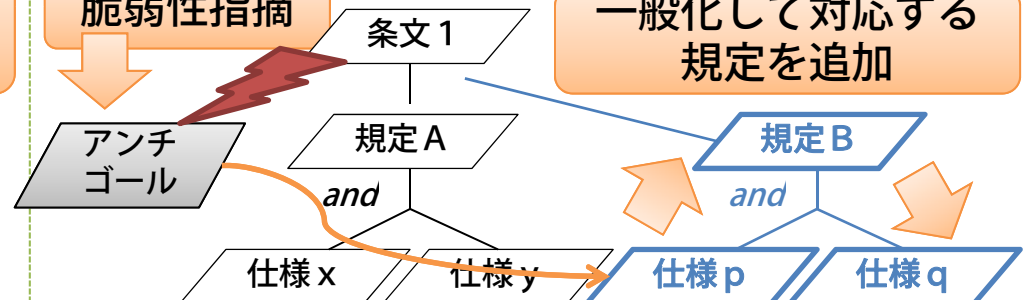 脆弱性指摘
条文1
一般化して対応する
規定を追加
アンチ
ゴール
規定A
規定B
and
and
仕様x
仕様y
仕様p
仕様q